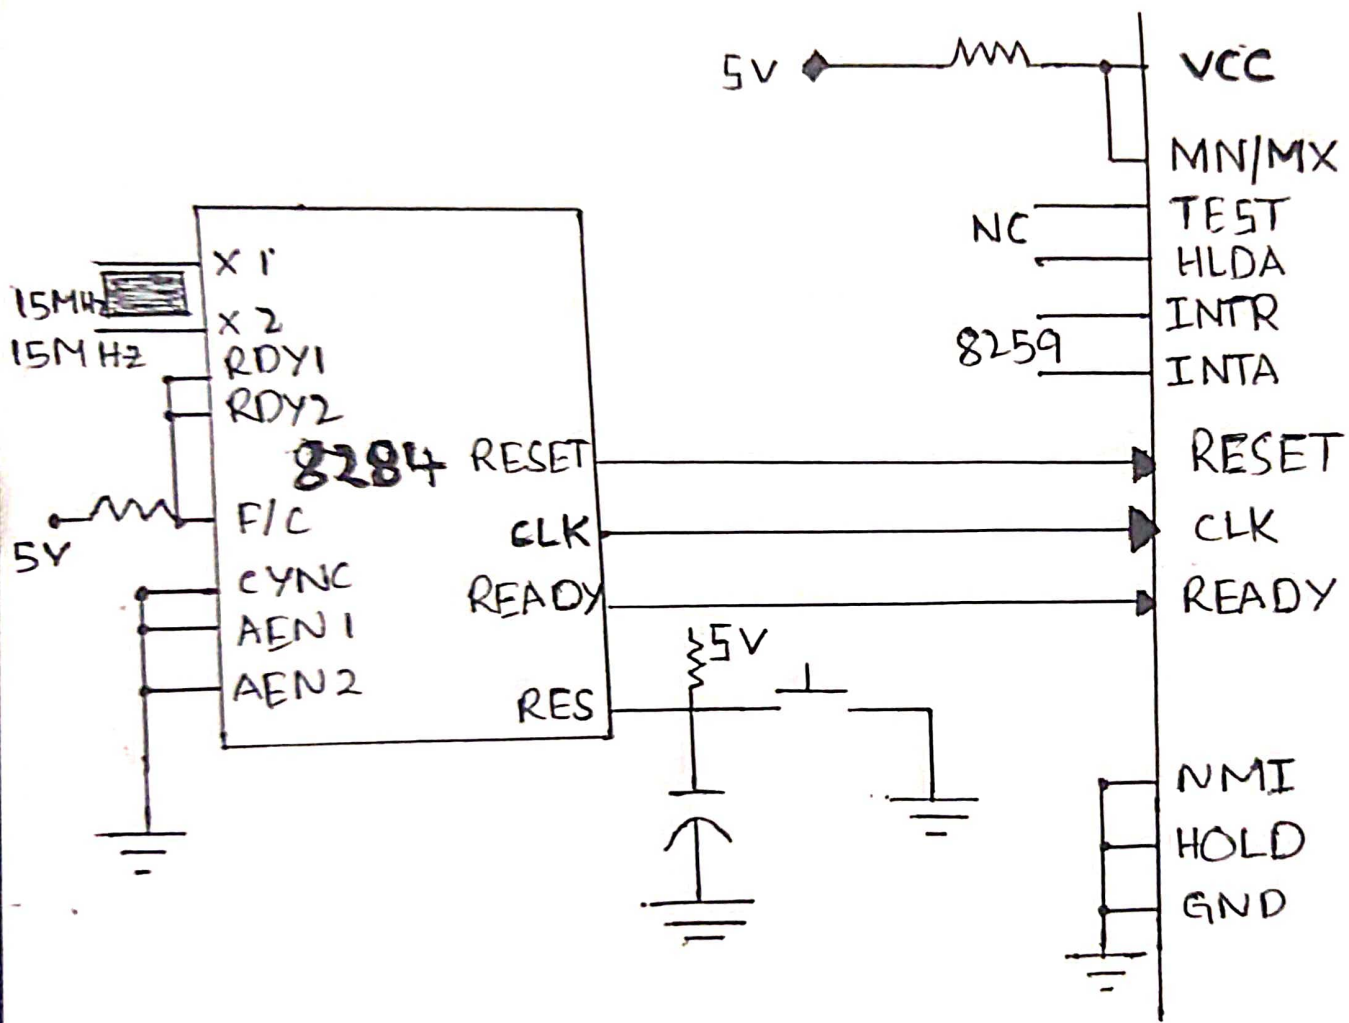 5V
VCC
MN/MX
TEST
NC
HLDA
INTR
8259
INTA
X1
15MHz
X2
15MHz
RDY1
RDY2
8284
RESET
RESET
F/C
CLK
CLK
5V
CYNC
READY
READY
AEN1
5V
AEN2
RES
NMI
HOLD
GND